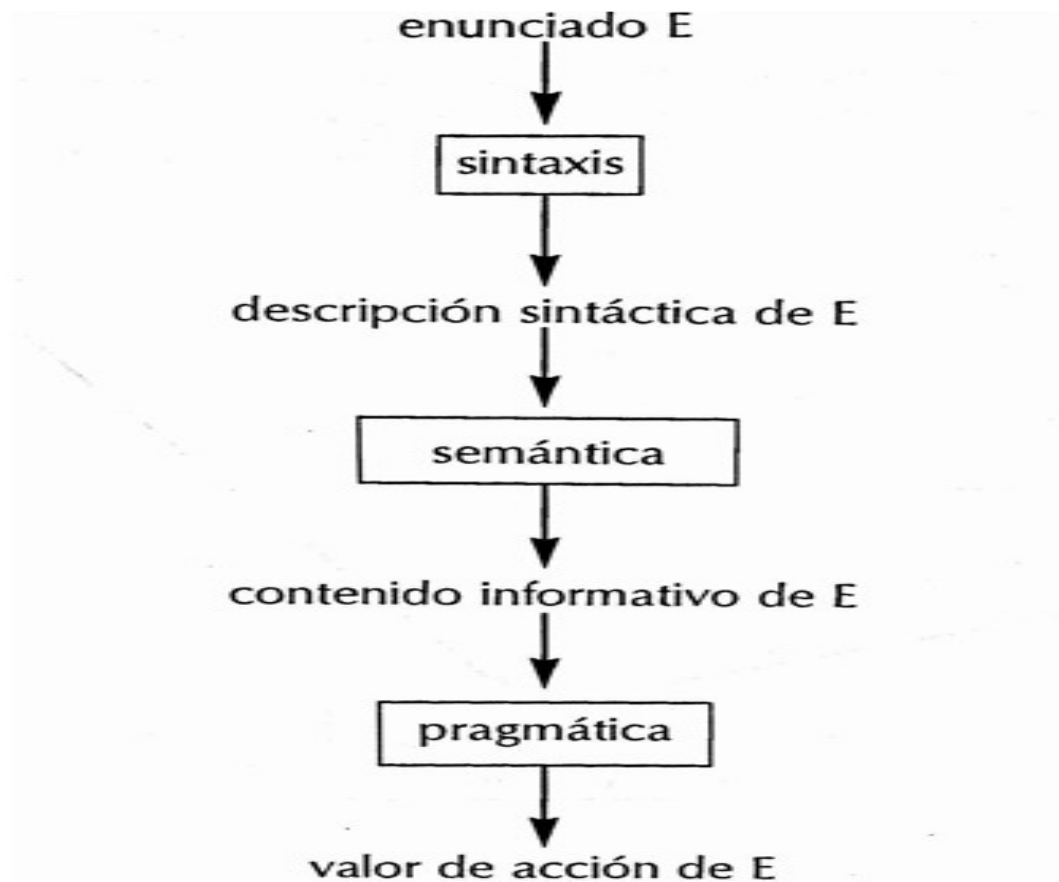 enunciado E
sintaxis
descripción sintáctica de E
semántica
contenido informativo de E
pragmática
valor de acción de E